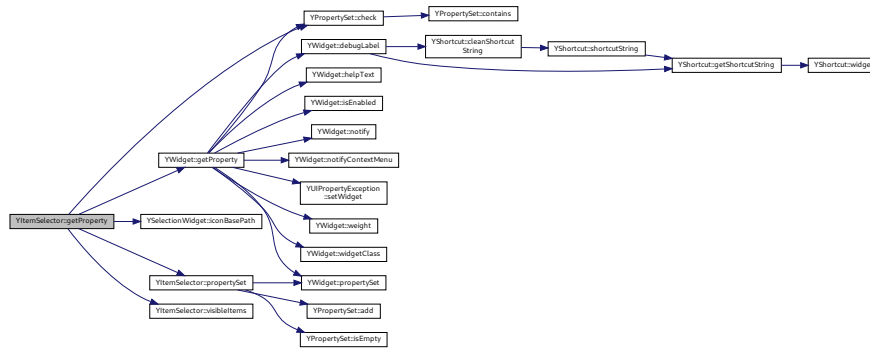 YPropertySet::check
YPropertySet::contains
YWidget::debugLabel
YShortcut::cleanShortcut
String
YShortcut::shortcutString
YShortcut::getShortcutString
YShortcut::widge
YWidget::helpText
YWidget::isEnabled
YWidget::notify
YWidget::getProperty
YWidget::notifyContextMenu
YUIPropertyException
::setWidget
YItemSelector::getProperty
YSelectionWidget::iconBasePath
YWidget::weight
YWidget::widgetClass
YItemSelector::propertySet
YWidget::propertySet
YItemSelector::visibleItems
YPropertySet::add
YPropertySet::isEmpty